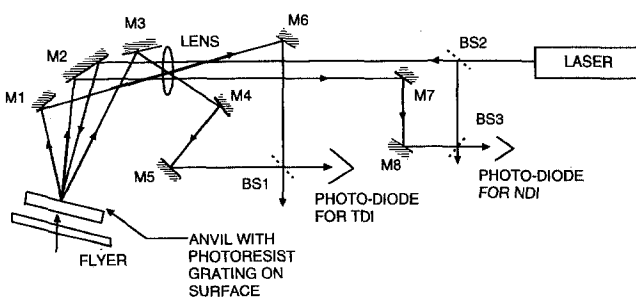 M3
M6
M2
LENS
BS2
LASER
M1
M4
M7
BS3
M5
BS1
M8
PHOTO-DIODE
FOR TDI
PHOTO-DIODE
FOR NDI
FLYER
ANVIL WITH
PHOTORESIST
GRATING ON
SURFACE